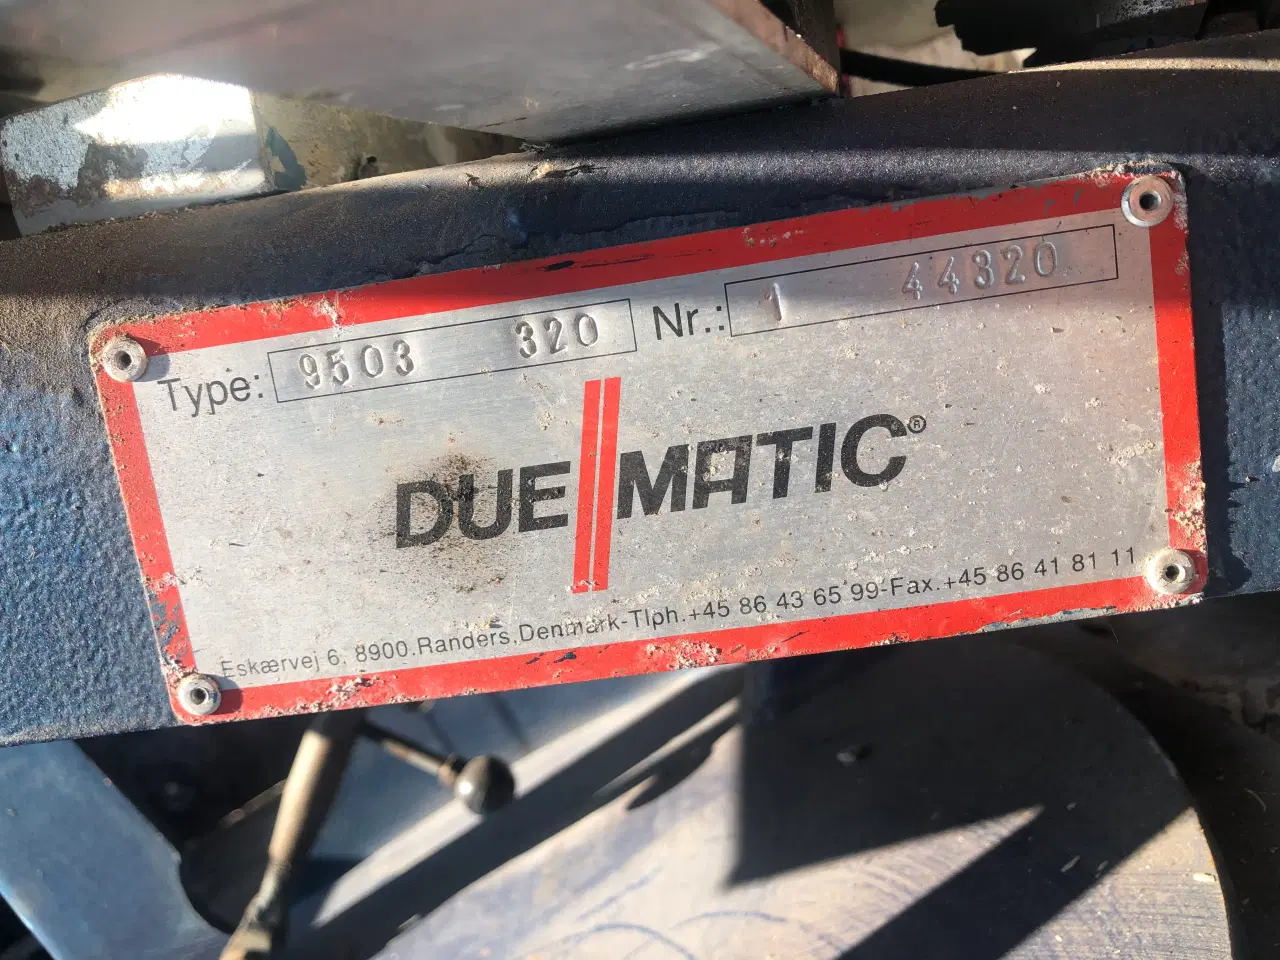 Type: 9503 320 Nr.: 1 44320
DUE//MATIC®
Eskærvej 6, 8900.Randers,Denmark-Tlph.+45 86 43 65 99-Fax.+45 86 41 81 11